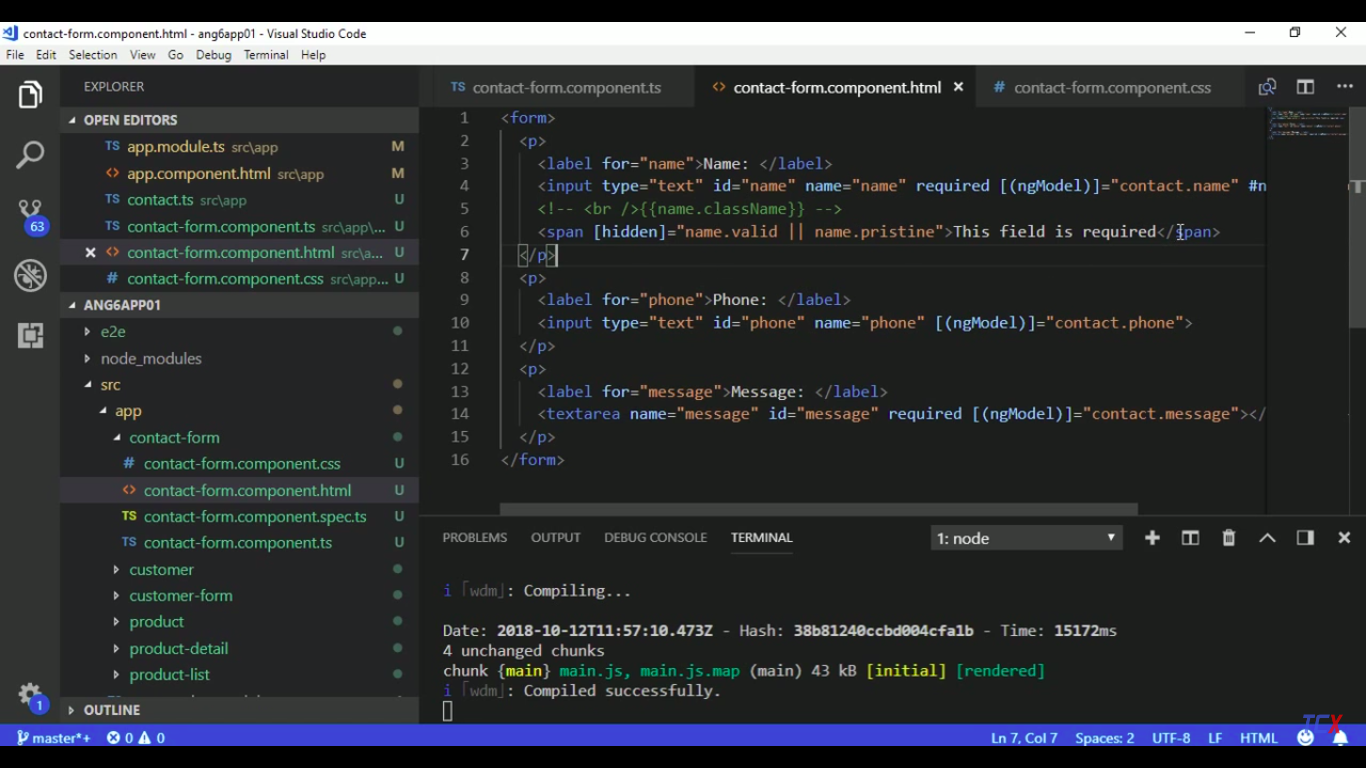 contact-form.component.html - ang6app01 - Visual Studio Code
File Edit Selection View Go Debug Terminal Help
EXPLORER
OPEN EDITORS
TS app.module.ts src\app M
<> app.component.html src\app M
TS contact.ts src\app U
TS contact-form.component.ts src\app\... U
<> contact-form.component.html src\a... U
# contact-form.component.css src\app... U
ANG6APP01
e2e
node_modules
src
app
contact-form
# contact-form.component.css U
<> contact-form.component.html U
TS contact-form.component.spec.ts U
TS contact-form.component.ts U
customer
customer-form
product
product-detail
product-list
OUTLINE
63
1
TS contact-form.component.ts <> contact-form.component.html # contact-form.component.css
1 <form>
2 <p>
3 <label for="name">Name: </label>
4 <input type="text" id="name" name="name" required [(ngModel)]="contact.name" #n
5 <!-- <br />{{name.className}} -->
6 <span [hidden]="name.valid || name.pristine">This field is required</span>
7 </p>
8 <p>
9 <label for="phone">Phone: </label>
10 <input type="text" id="phone" name="phone" [(ngModel)]="contact.phone">
11 </p>
12 <p>
13 <label for="message">Message: </label>
14 <textarea name="message" id="message" required [(ngModel)]="contact.message"></
15 </p>
16 </form>
PROBLEMS OUTPUT DEBUG CONSOLE TERMINAL 1: node
i ｢wdm｣: Compiling...
Date: 2018-10-12T11:57:10.473Z - Hash: 38b81240ccbd004cfa1b - Time: 15172ms
4 unchanged chunks
chunk {main} main.js, main.js.map (main) 43 kB [initial] [rendered]
i ｢wdm｣: Compiled successfully.
TCX
master*+ 0 0 Ln 7, Col 7 Spaces: 2 UTF-8 LF HTML